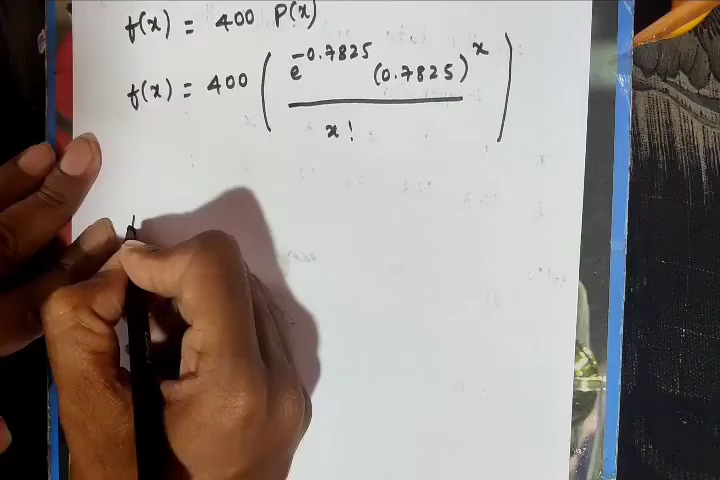 f(x) = 400 P(x)
f(x) = 400 ( e^-0.7825 (0.7825)^x / x! )